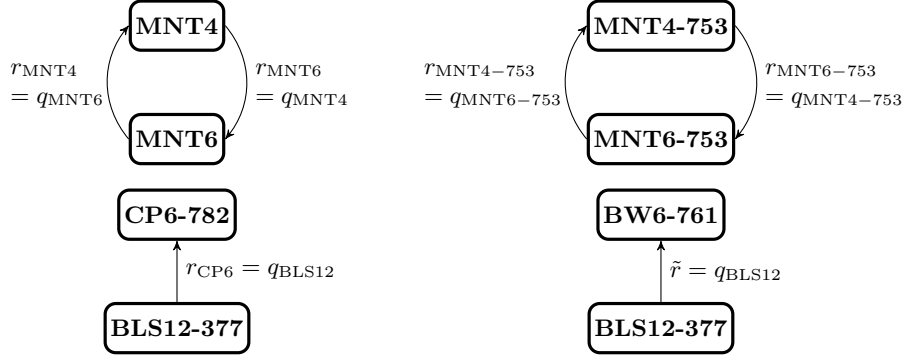 MNT4
r_MNT4
= q_MNT6
r_MNT6
= q_MNT4
MNT6
MNT4-753
r_MNT4−753
= q_MNT6−753
r_MNT6−753
= q_MNT4−753
MNT6-753
CP6-782
r_CP6 = q_BLS12
BLS12-377
BW6-761
r̃ = q_BLS12
BLS12-377